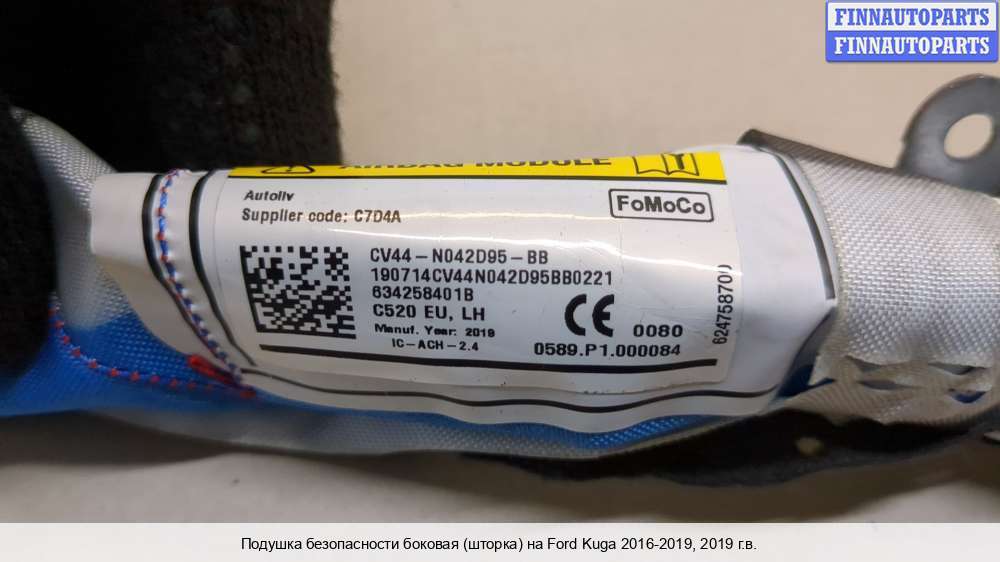 FINNAUTOPARTS
FINNAUTOPARTS
AIRBAG MODULE
Autoliv
Supplier code: C7D4A
FoMoCo
CV44-N042D95-BB
190714CV44N042D95BB0221
634258401B
C520 EU, LH
Manuf. Year: 2019
IC-ACH-2.4
CE 0080
0589.P1.000084
Подушка безопасности боковая (шторка) на Ford Kuga 2016-2019, 2019 г.в.